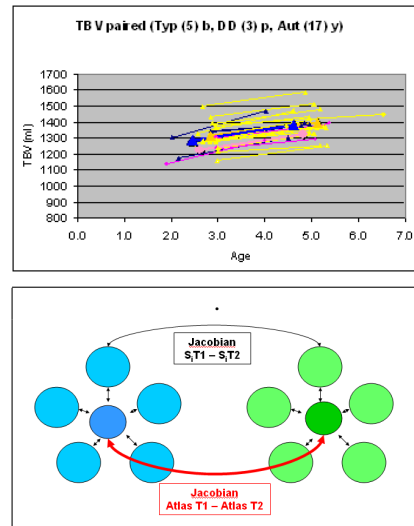 TBV paired (Typ (5) b, DD (3) p, Aut (17) y)
1700
1600
1500
1400
1300
1200
1100
1000
900
800
TBV (ml)
0.0 1.0 2.0 3.0 4.0 5.0 6.0 7.0
Age
Jacobian
SiT1 – SiT2
Jacobian
Atlas T1 – Atlas T2